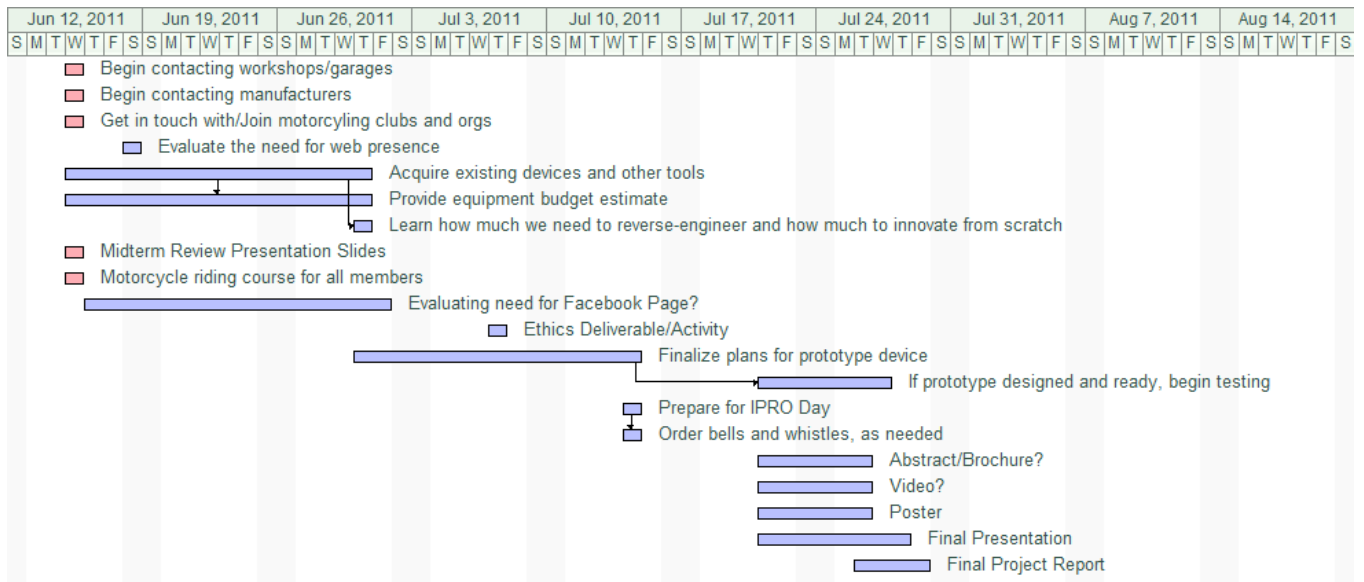 Jun 12, 2011 Jun 19, 2011 Jun 26, 2011 Jul 3, 2011 Jul 10, 2011 Jul 17, 2011 Jul 24, 2011 Jul 31, 2011 Aug 7, 2011 Aug 14, 2011
S M T W T F S S M T W T F S S M T W T F S S M T W T F S S M T W T F S S M T W T F S S M T W T F S S M T W T F S S M T W T F S S M T W T F S
Begin contacting workshops/garages
Begin contacting manufacturers
Get in touch with/Join motorcyling clubs and orgs
Evaluate the need for web presence
Acquire existing devices and other tools
Provide equipment budget estimate
Learn how much we need to reverse-engineer and how much to innovate from scratch
Midterm Review Presentation Slides
Motorcycle riding course for all members
Evaluating need for Facebook Page?
Ethics Deliverable/Activity
Finalize plans for prototype device
If prototype designed and ready, begin testing
Prepare for IPRO Day
Order bells and whistles, as needed
Abstract/Brochure?
Video?
Poster
Final Presentation
Final Project Report